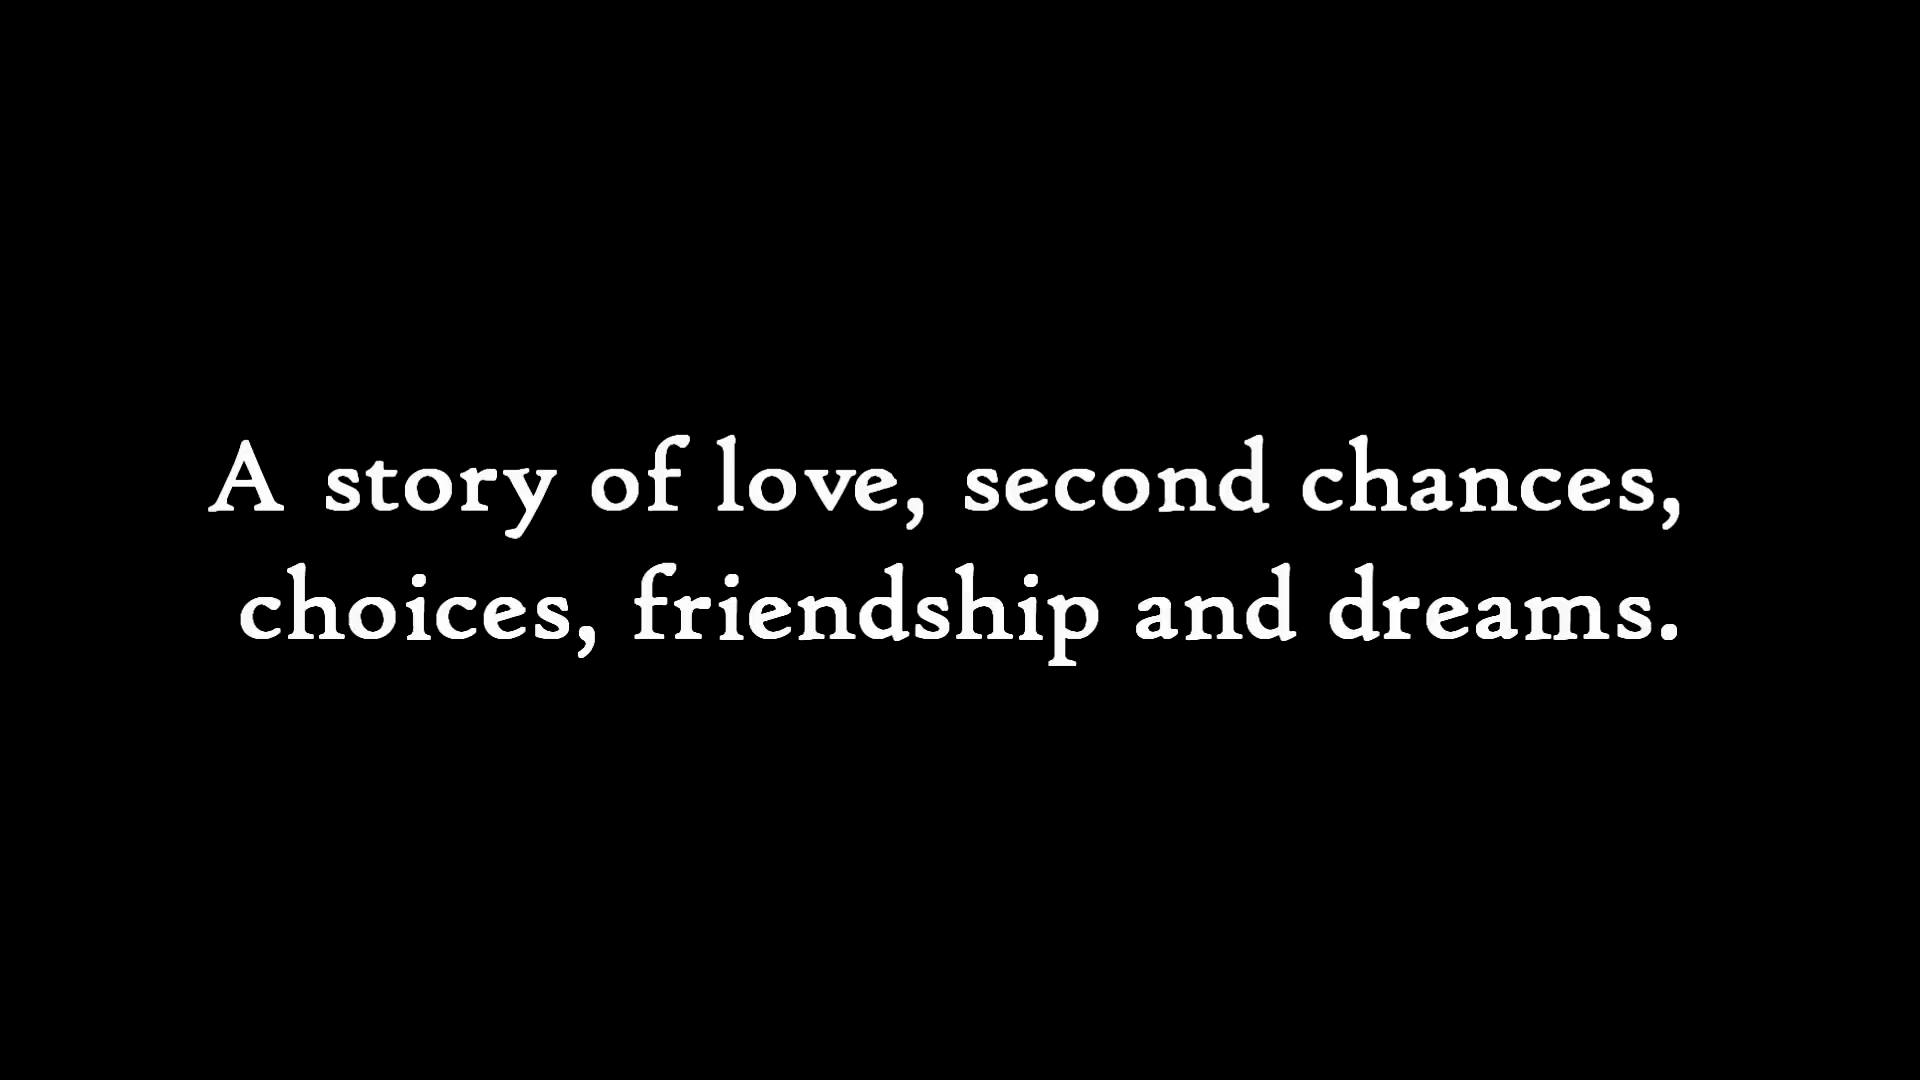 A story of love, second chances,
choices, friendship and dreams.